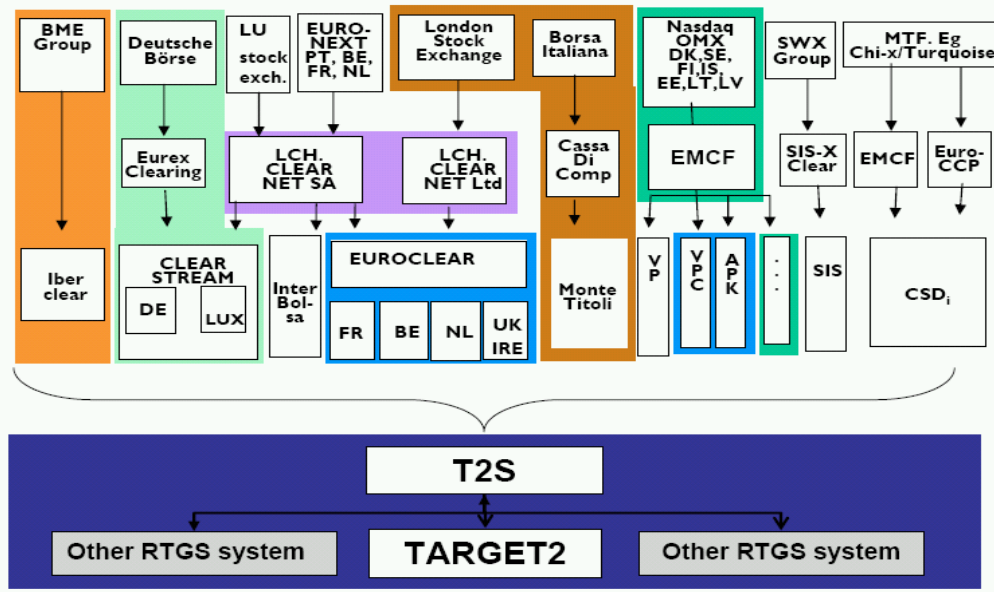 BME
Group
Deutsche
Börse
LU
stock
exch.
EURO-
NEXT
PT, BE,
FR, NL
London
Stock
Exchange
Borsa
Italiana
Nasdaq
OMX
DK,SE,
FI,IS,
EE,LT,LV
SWX
Group
MTF. Eg
Chi-x/Turquoise
Eurex
Clearing
LCH.
CLEAR
NET SA
LCH.
CLEAR
NET Ltd
Cassa
Di
Comp
EMCF
SIS-X
Clear
EMCF
Euro-
CCP
Iber
clear
CLEAR
STREAM
DE
LUX
Inter
Bol-
sa
EUROCLEAR
FR
BE
NL
UK
IRE
Monte
Titoli
V
P
V
P
C
A
P
K
.
.
.
SIS
CSDi
T2S
Other RTGS system
TARGET2
Other RTGS system